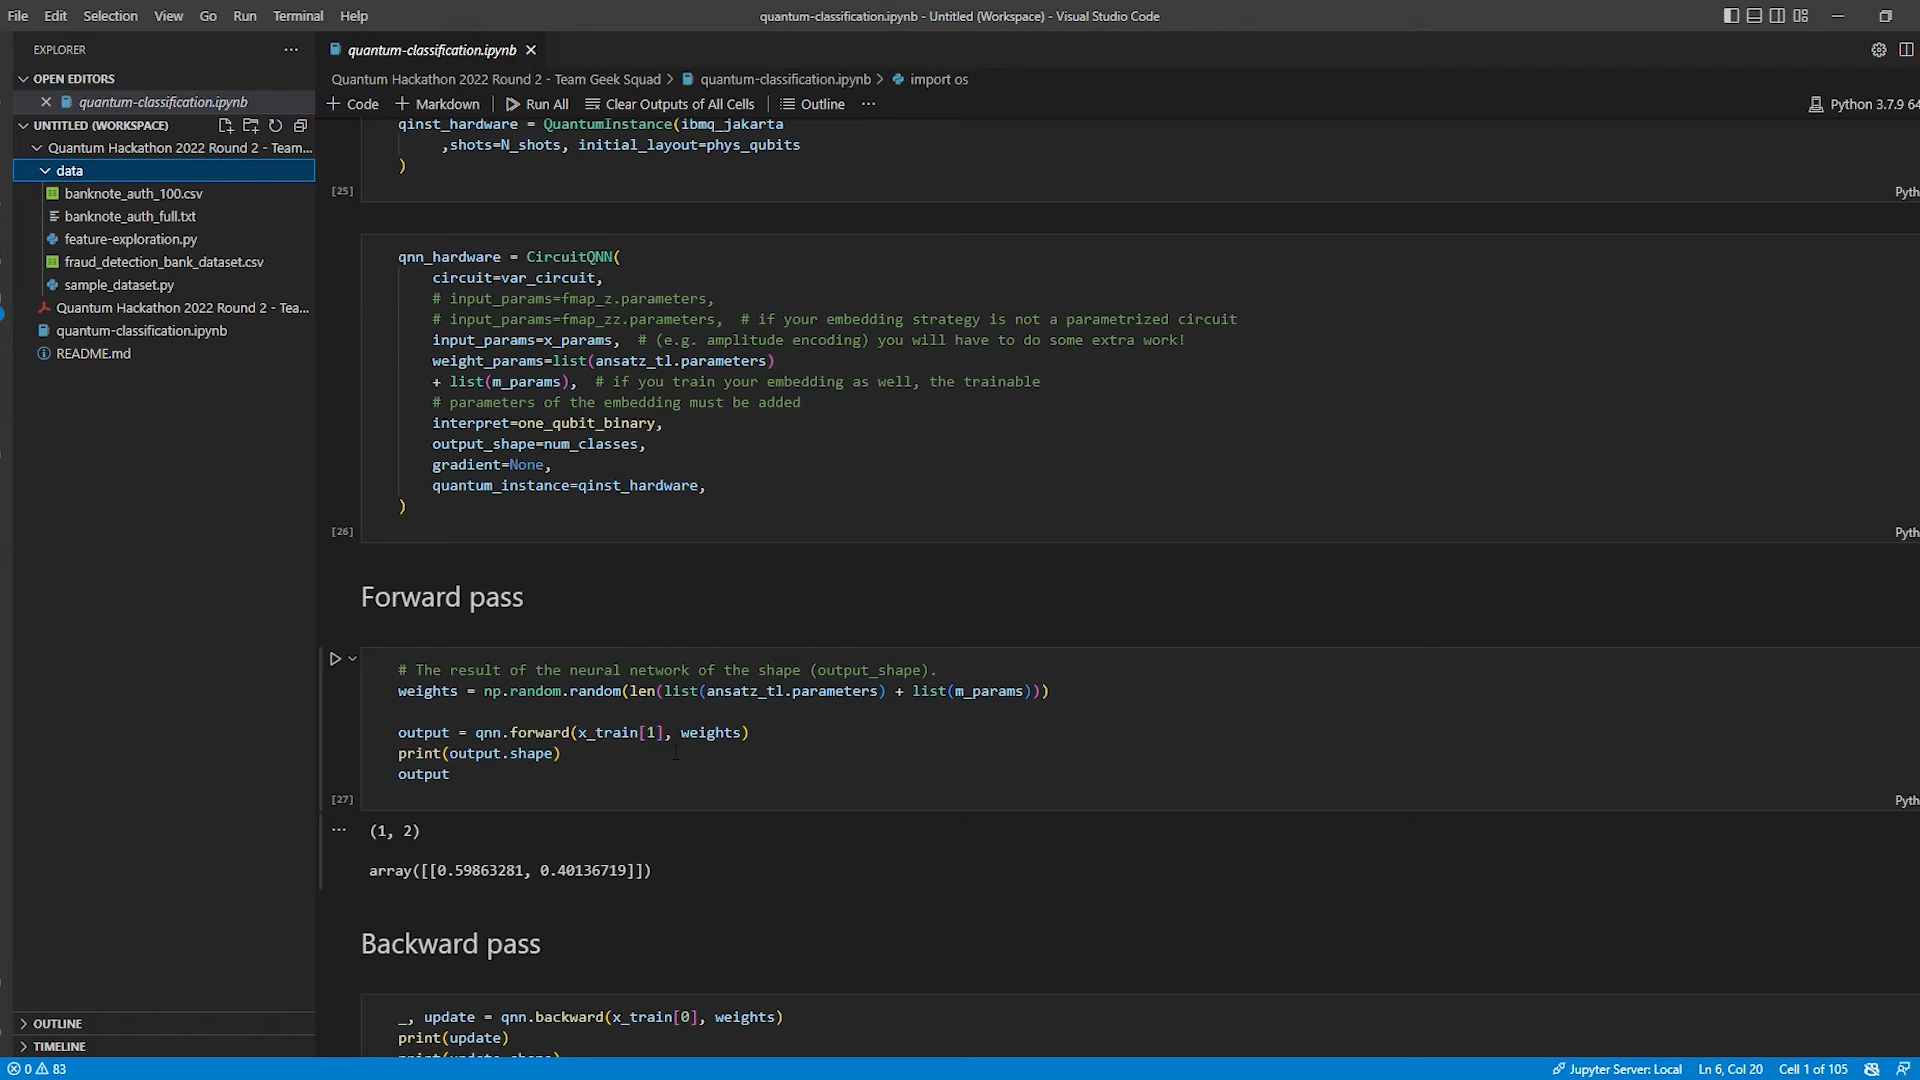 File Edit Selection View Go Run Terminal Help
quantum-classification.ipynb - Untitled (Workspace) - Visual Studio Code
EXPLORER
OPEN EDITORS
quantum-classification.ipynb
UNTITLED (WORKSPACE)
Quantum Hackathon 2022 Round 2 - Team...
data
banknote_auth_100.csv
banknote_auth_full.txt
feature-exploration.py
fraud_detection_bank_dataset.csv
sample_dataset.py
Quantum Hackathon 2022 Round 2 - Tea...
quantum-classification.ipynb
README.md
OUTLINE
TIMELINE
quantum-classification.ipynb
Quantum Hackathon 2022 Round 2 - Team Geek Squad > quantum-classification.ipynb > import os
+ Code + Markdown Run All Clear Outputs of All Cells Outline ...
Python 3.7.9 64
qinst_hardware = QuantumInstance(ibmq_jakarta
,shots=N_shots, initial_layout=phys_qubits
)
[25]
Pyth
qnn_hardware = CircuitQNN(
circuit=var_circuit,
# input_params=fmap_z.parameters,
# input_params=fmap_zz.parameters, # if your embedding strategy is not a parametrized circuit
input_params=x_params, # (e.g. amplitude encoding) you will have to do some extra work!
weight_params=list(ansatz_tl.parameters)
+ list(m_params), # if you train your embedding as well, the trainable
# parameters of the embedding must be added
interpret=one_qubit_binary,
output_shape=num_classes,
gradient=None,
quantum_instance=qinst_hardware,
)
[26]
Pyth
Forward pass
# The result of the neural network of the shape (output_shape).
weights = np.random.random(len(list(ansatz_tl.parameters) + list(m_params)))
output = qnn.forward(x_train[1], weights)
print(output.shape)
output
[27]
Pyth
... (1, 2)
array([[0.59863281, 0.40136719]])
Backward pass
_, update = qnn.backward(x_train[0], weights)
print(update)
print(update.shape)
0 83
Jupyter Server: Local Ln 6, Col 20 Cell 1 of 105